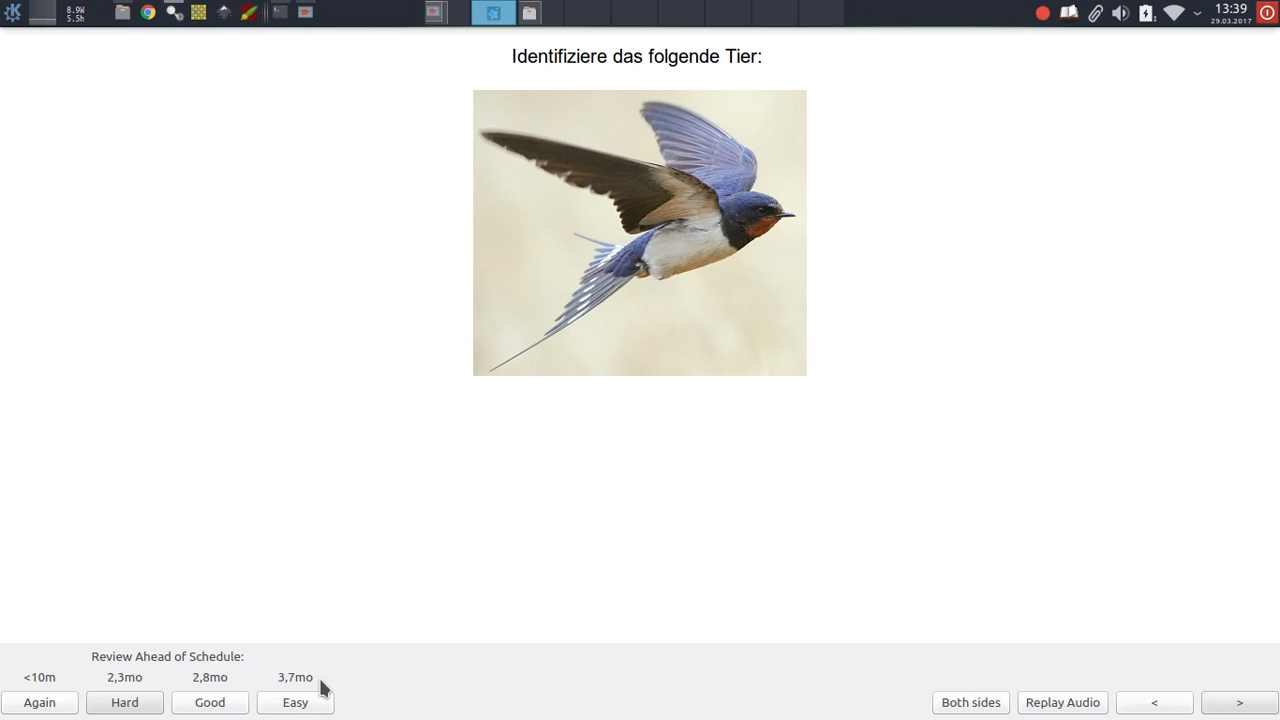 8.9W
5.5h
13:39
29.03.2017
Identifiziere das folgende Tier:
Review Ahead of Schedule:
<10m 2,3mo 2,8mo 3,7mo
Again Hard Good Easy Both sides Replay Audio < >